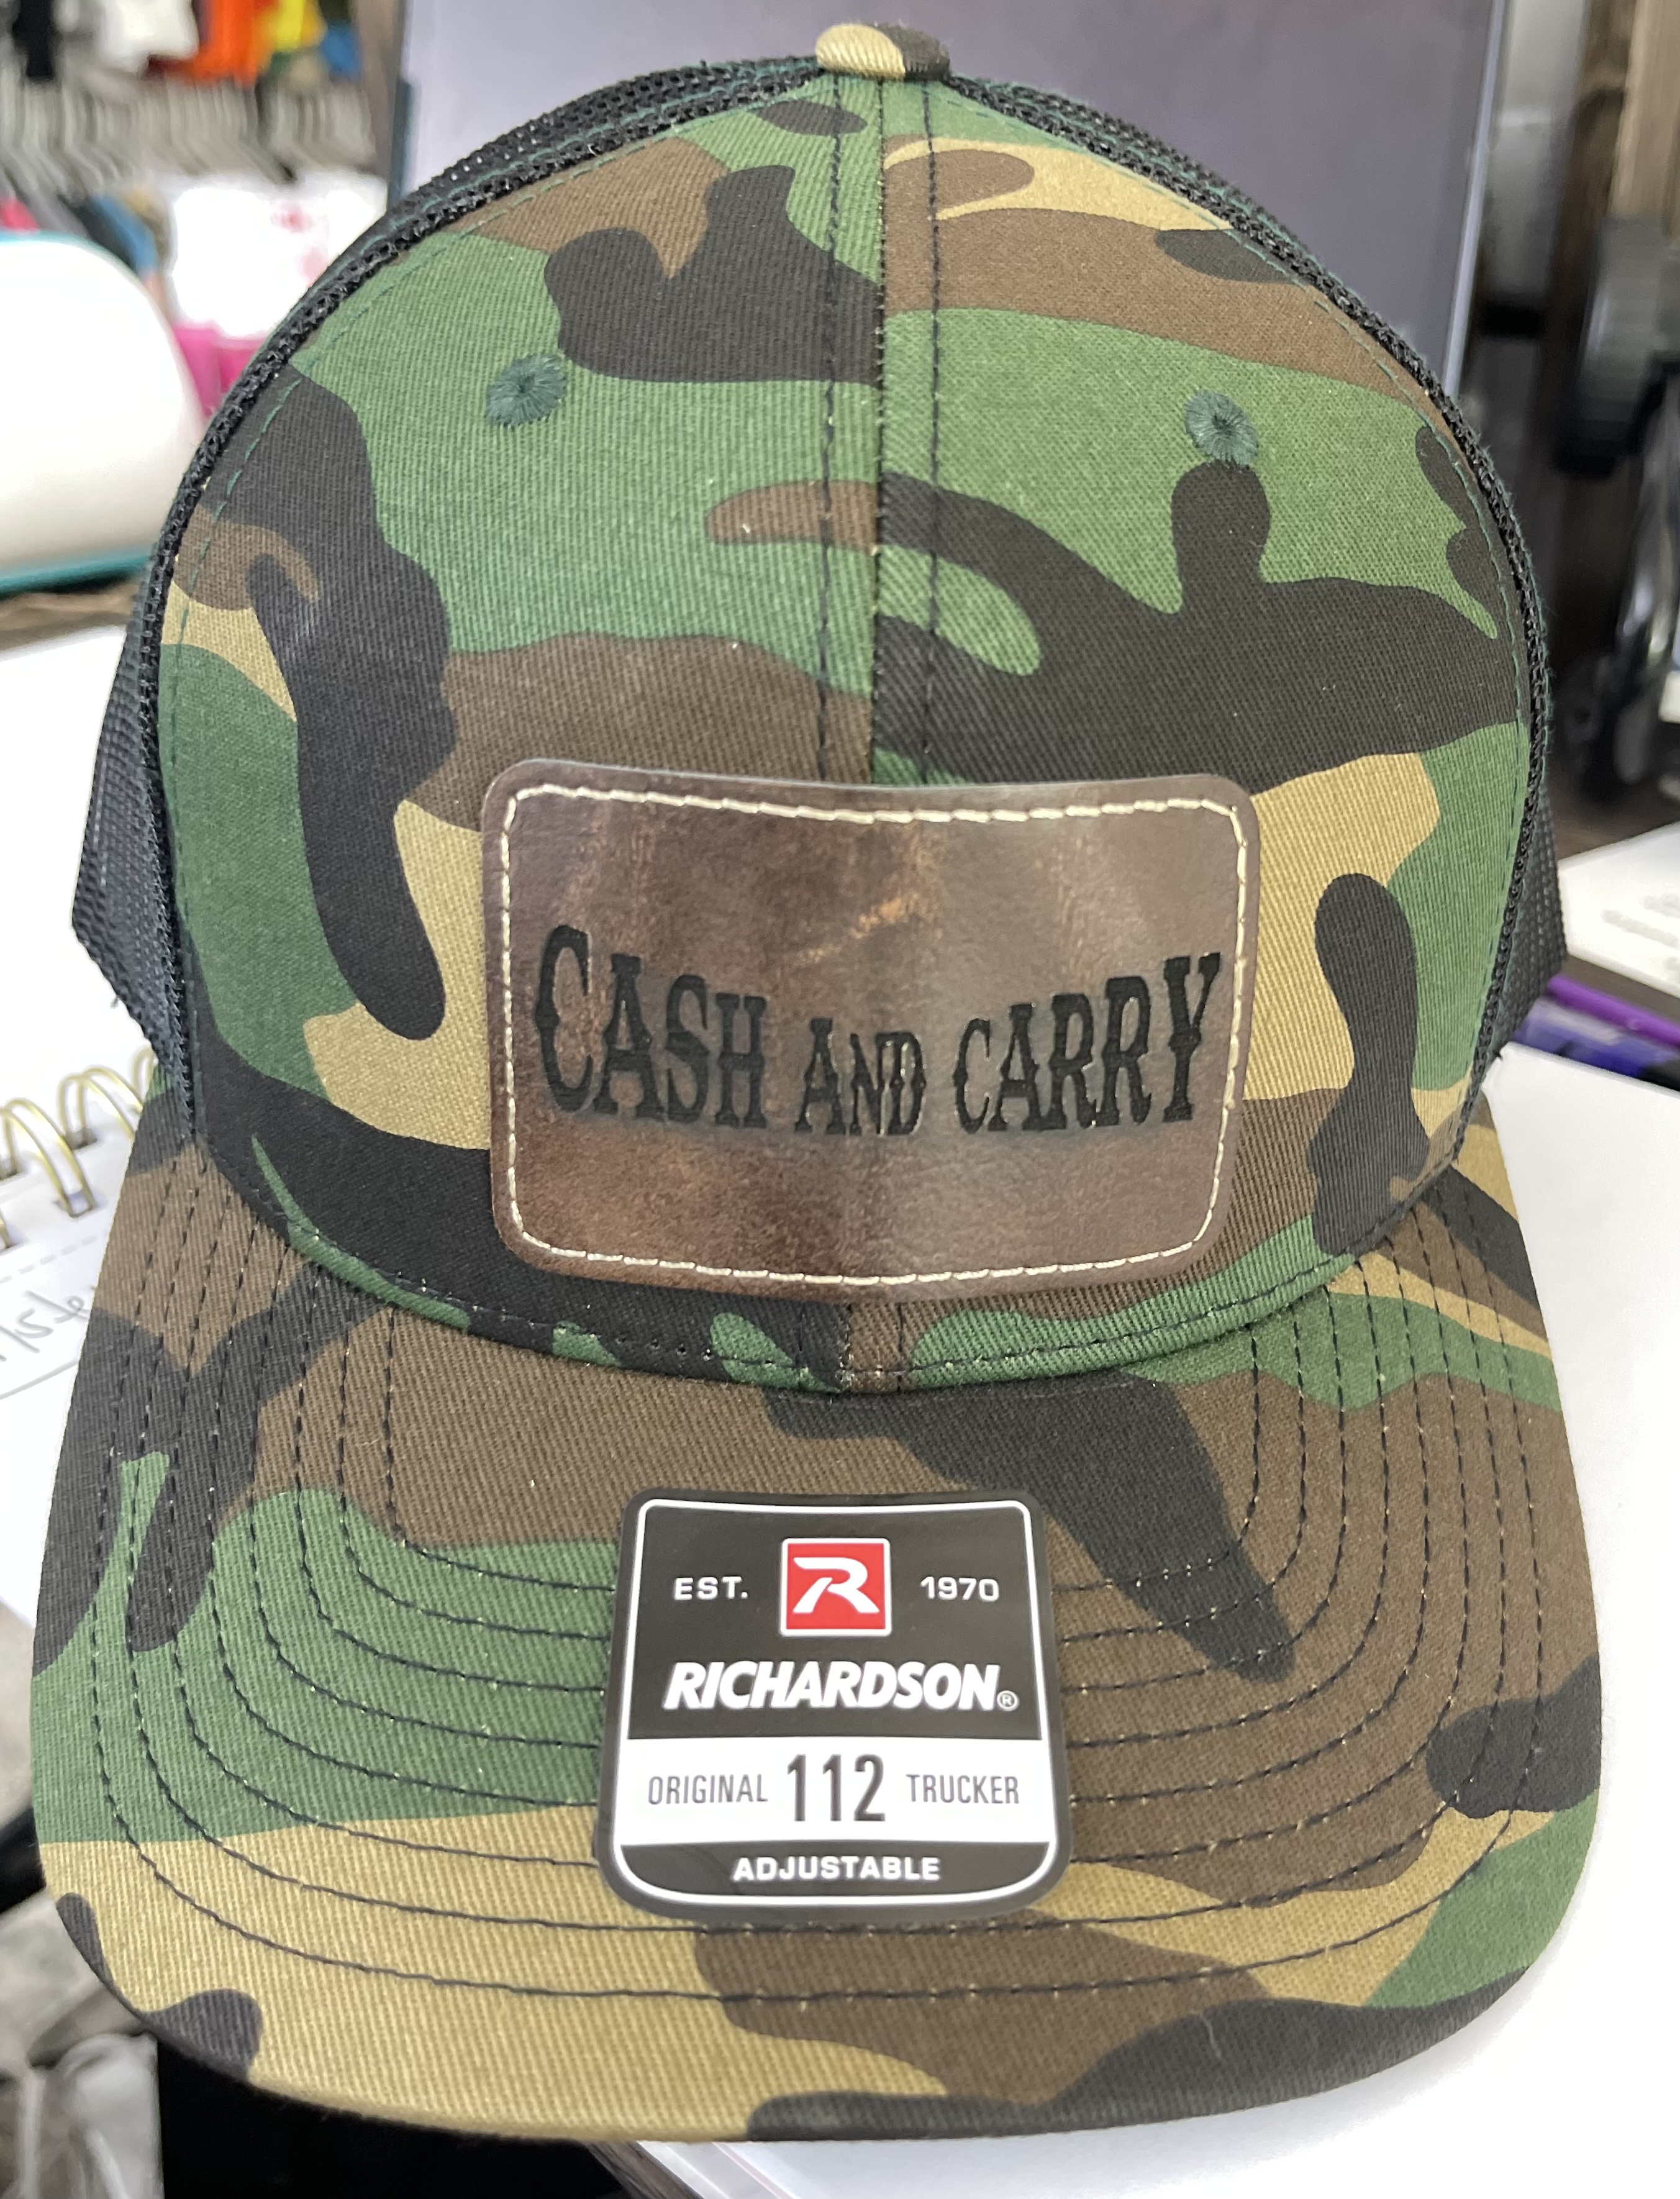 CASH AND CARRY
EST. R 1970
RICHARDSON®
ORIGINAL 112 TRUCKER
ADJUSTABLE